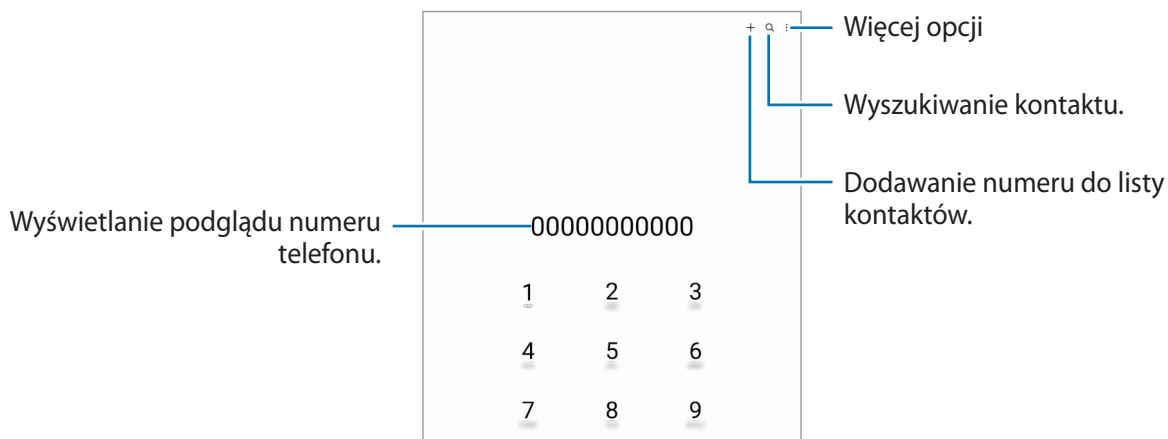 Więcej opcji
Wyszukiwanie kontaktu.
Dodawanie numeru do listy
kontaktów.
Wyświetlanie podglądu numeru
telefonu.
00000000000
1 2 3
4 5 6
7 8 9